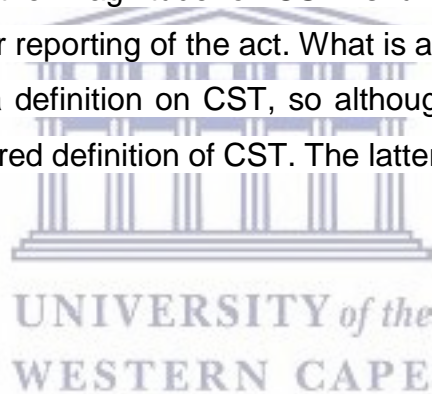 r reporting of the act. What is a
definition on CST, so althoug
red definition of CST. The latter
UNIVERSITY of the
WESTERN CAPE